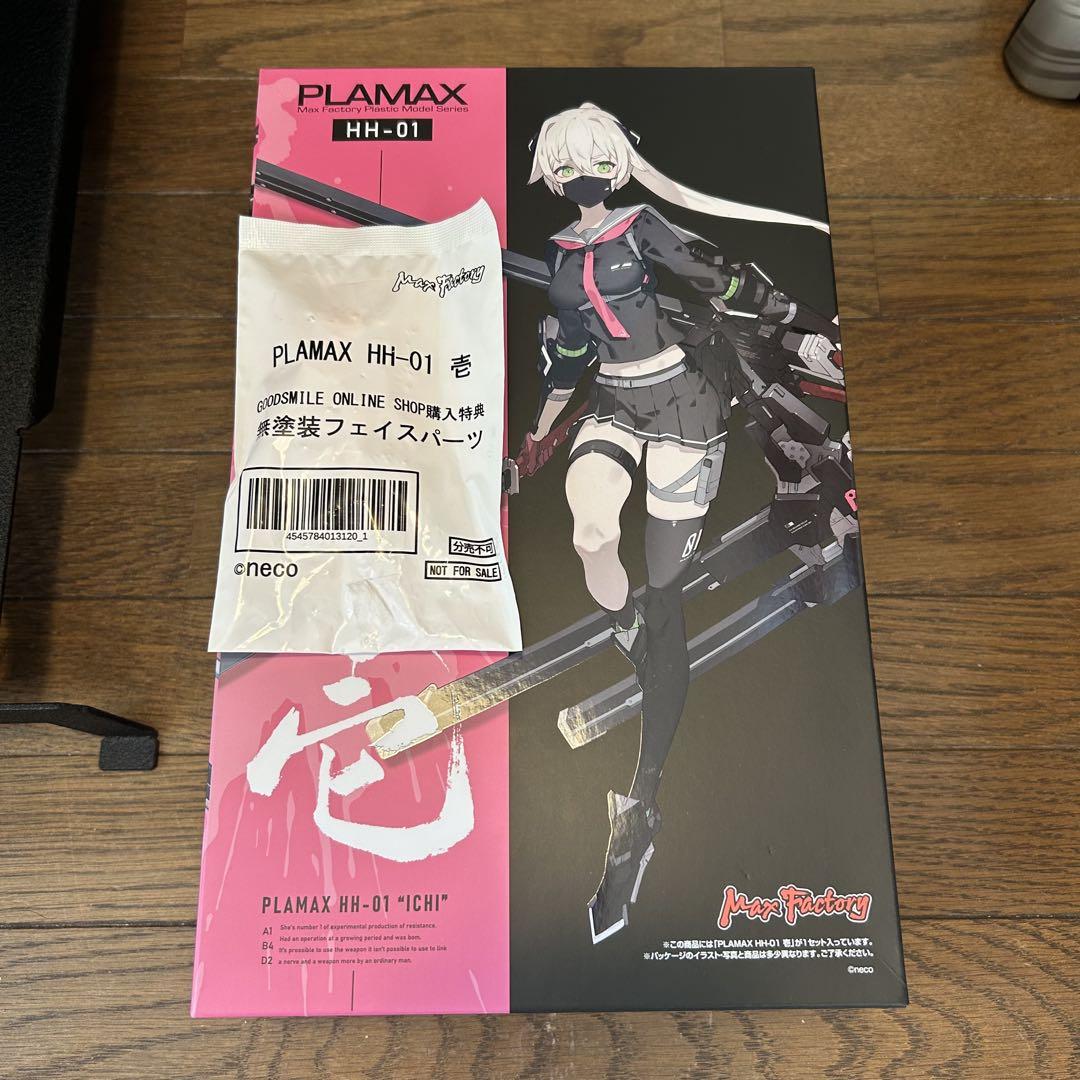 PLAMAX
Max Factory Plastic Model Series
HH-01
Max Factory
PLAMAX HH-01 壱
GOODSMILE ONLINE SHOP購入特典
無塗装フェイスパーツ
4545784013120_1
分売不可
©neco
NOT FOR SALE
01
壱
PLAMAX HH-01 “ICHI”
A1 She's number 1 of experimental production of resistance.
B4 Had an operation at a growing period and was born.
D2 It's prossible to use the weapon it isn't possible to use to link
a nerve and a weapon more by an ordinary man.
Max Factory
※この商品には「PLAMAX HH-01 壱」が1セット入っています。
※パッケージのイラスト・写真と商品は多少異なります。ご了承ください。
©neco